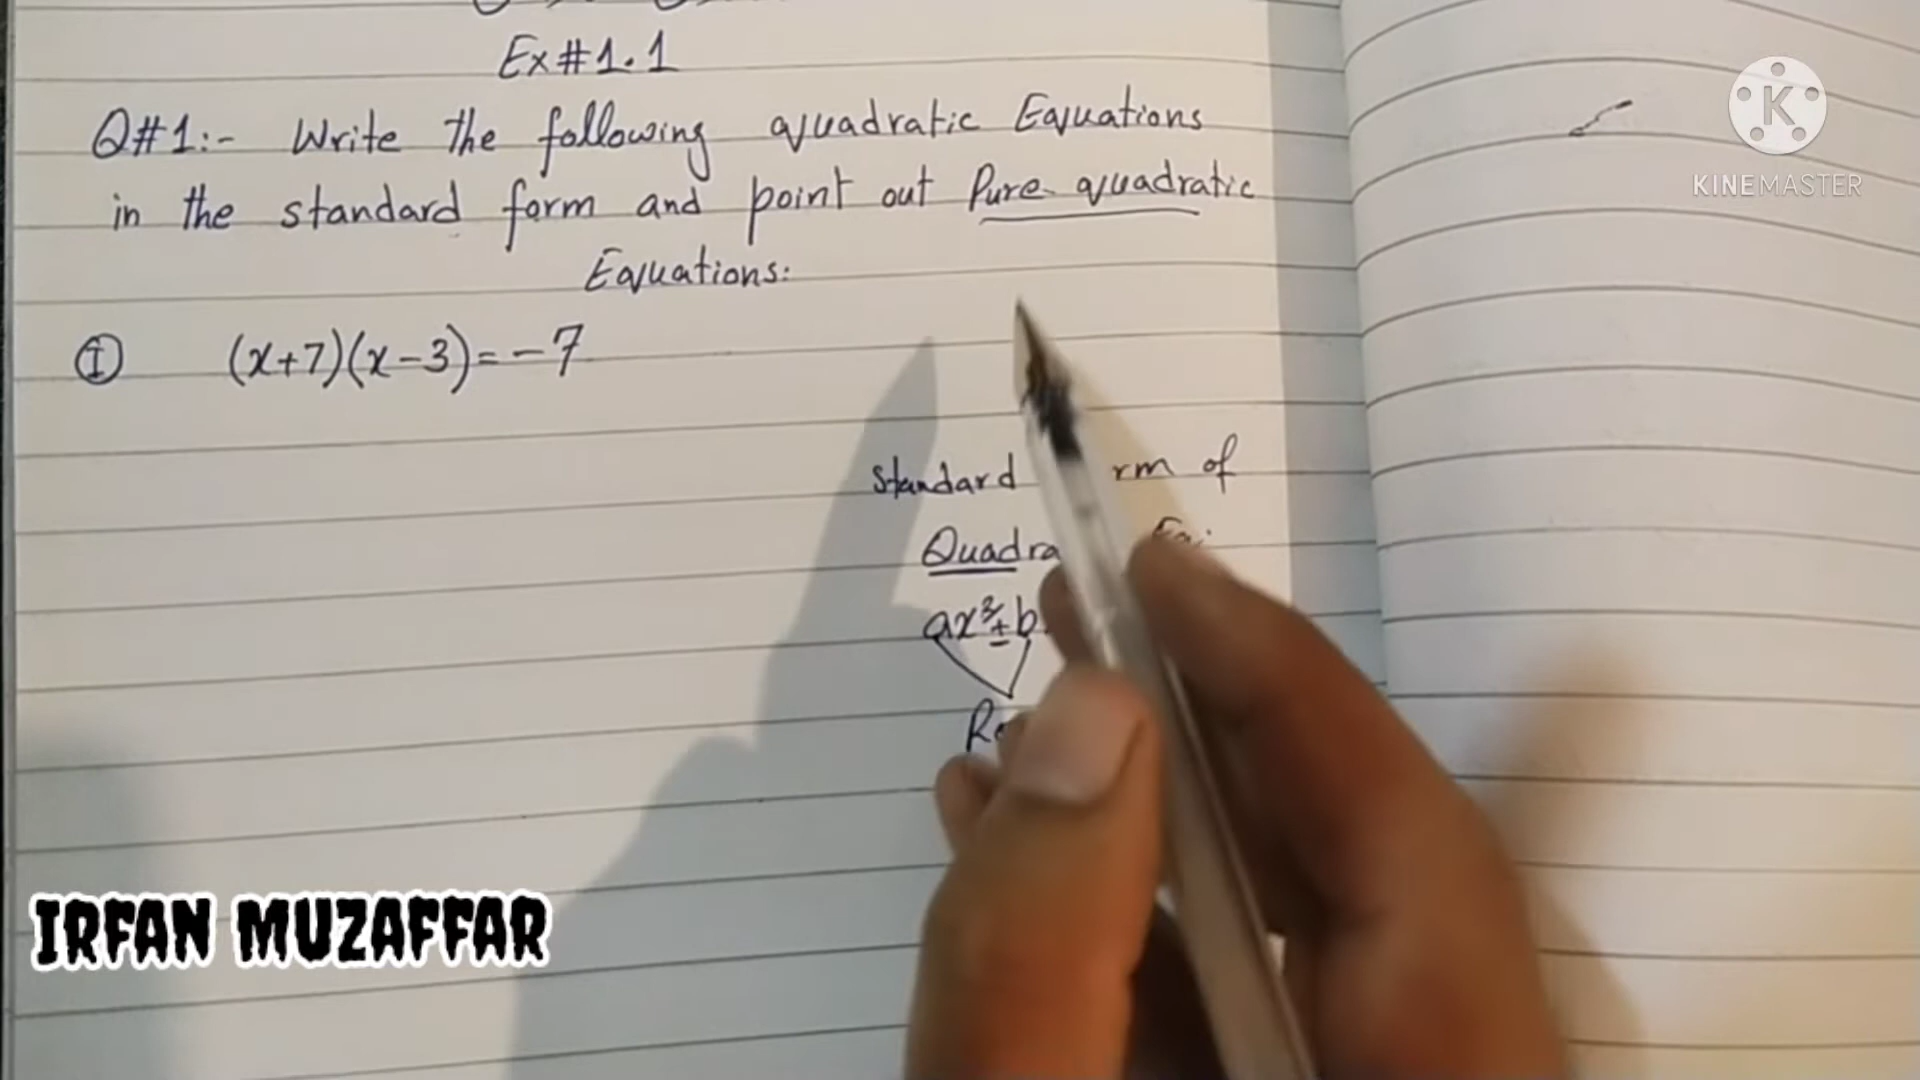 Ex#1.1
Q#1:- Write the following quadratic Equations
in the standard form and point out Pure quadratic
Equations:
I (x+7)(x-3)=-7
Standard rm of
Quadra
ax²+b
KINEMASTER
IRFAN MUZAFFAR